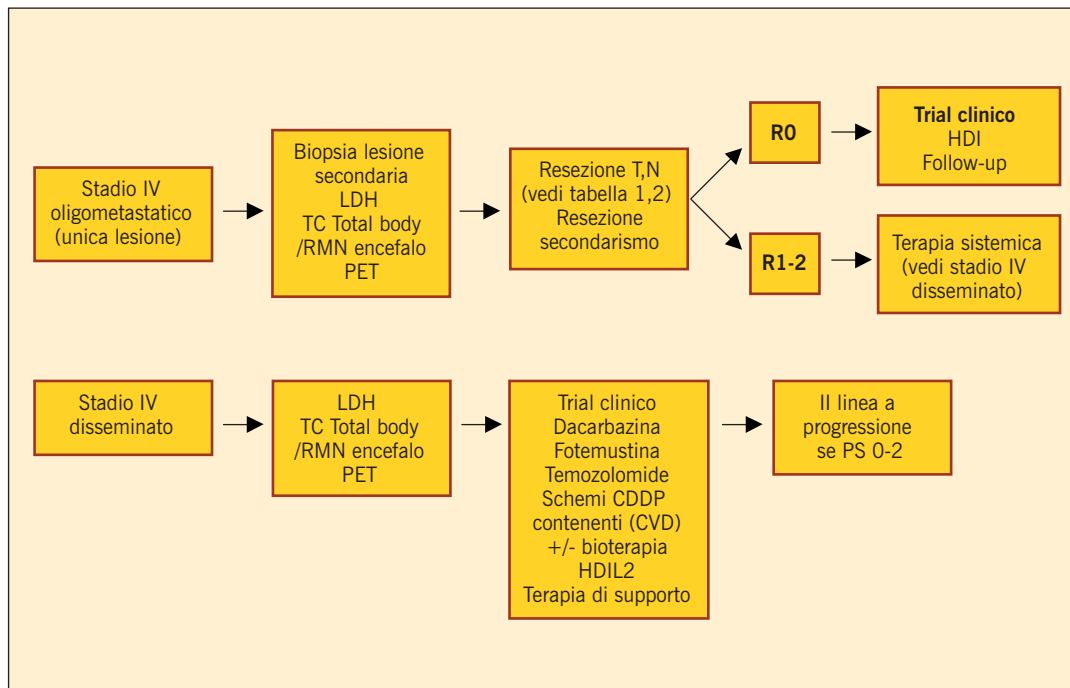 Stadio IV
oligometastatico
(unica lesione)
Biopsia lesione
secondaria
LDH
TC Total body
/RMN encefalo
PET
Resezione T,N
(vedi tabella 1,2)
Resezione
secondarismo
R0
Trial clinico
HDI
Follow-up
R1-2
Terapia sistemica
(vedi stadio IV
disseminato)
Stadio IV
disseminato
LDH
TC Total body
/RMN encefalo
PET
Trial clinico
Dacarbazina
Fotemustina
Temozolomide
Schemi CDDP
contenenti (CVD)
+/- bioterapia
HDIL2
Terapia di supporto
II linea a
progressione
se PS 0-2